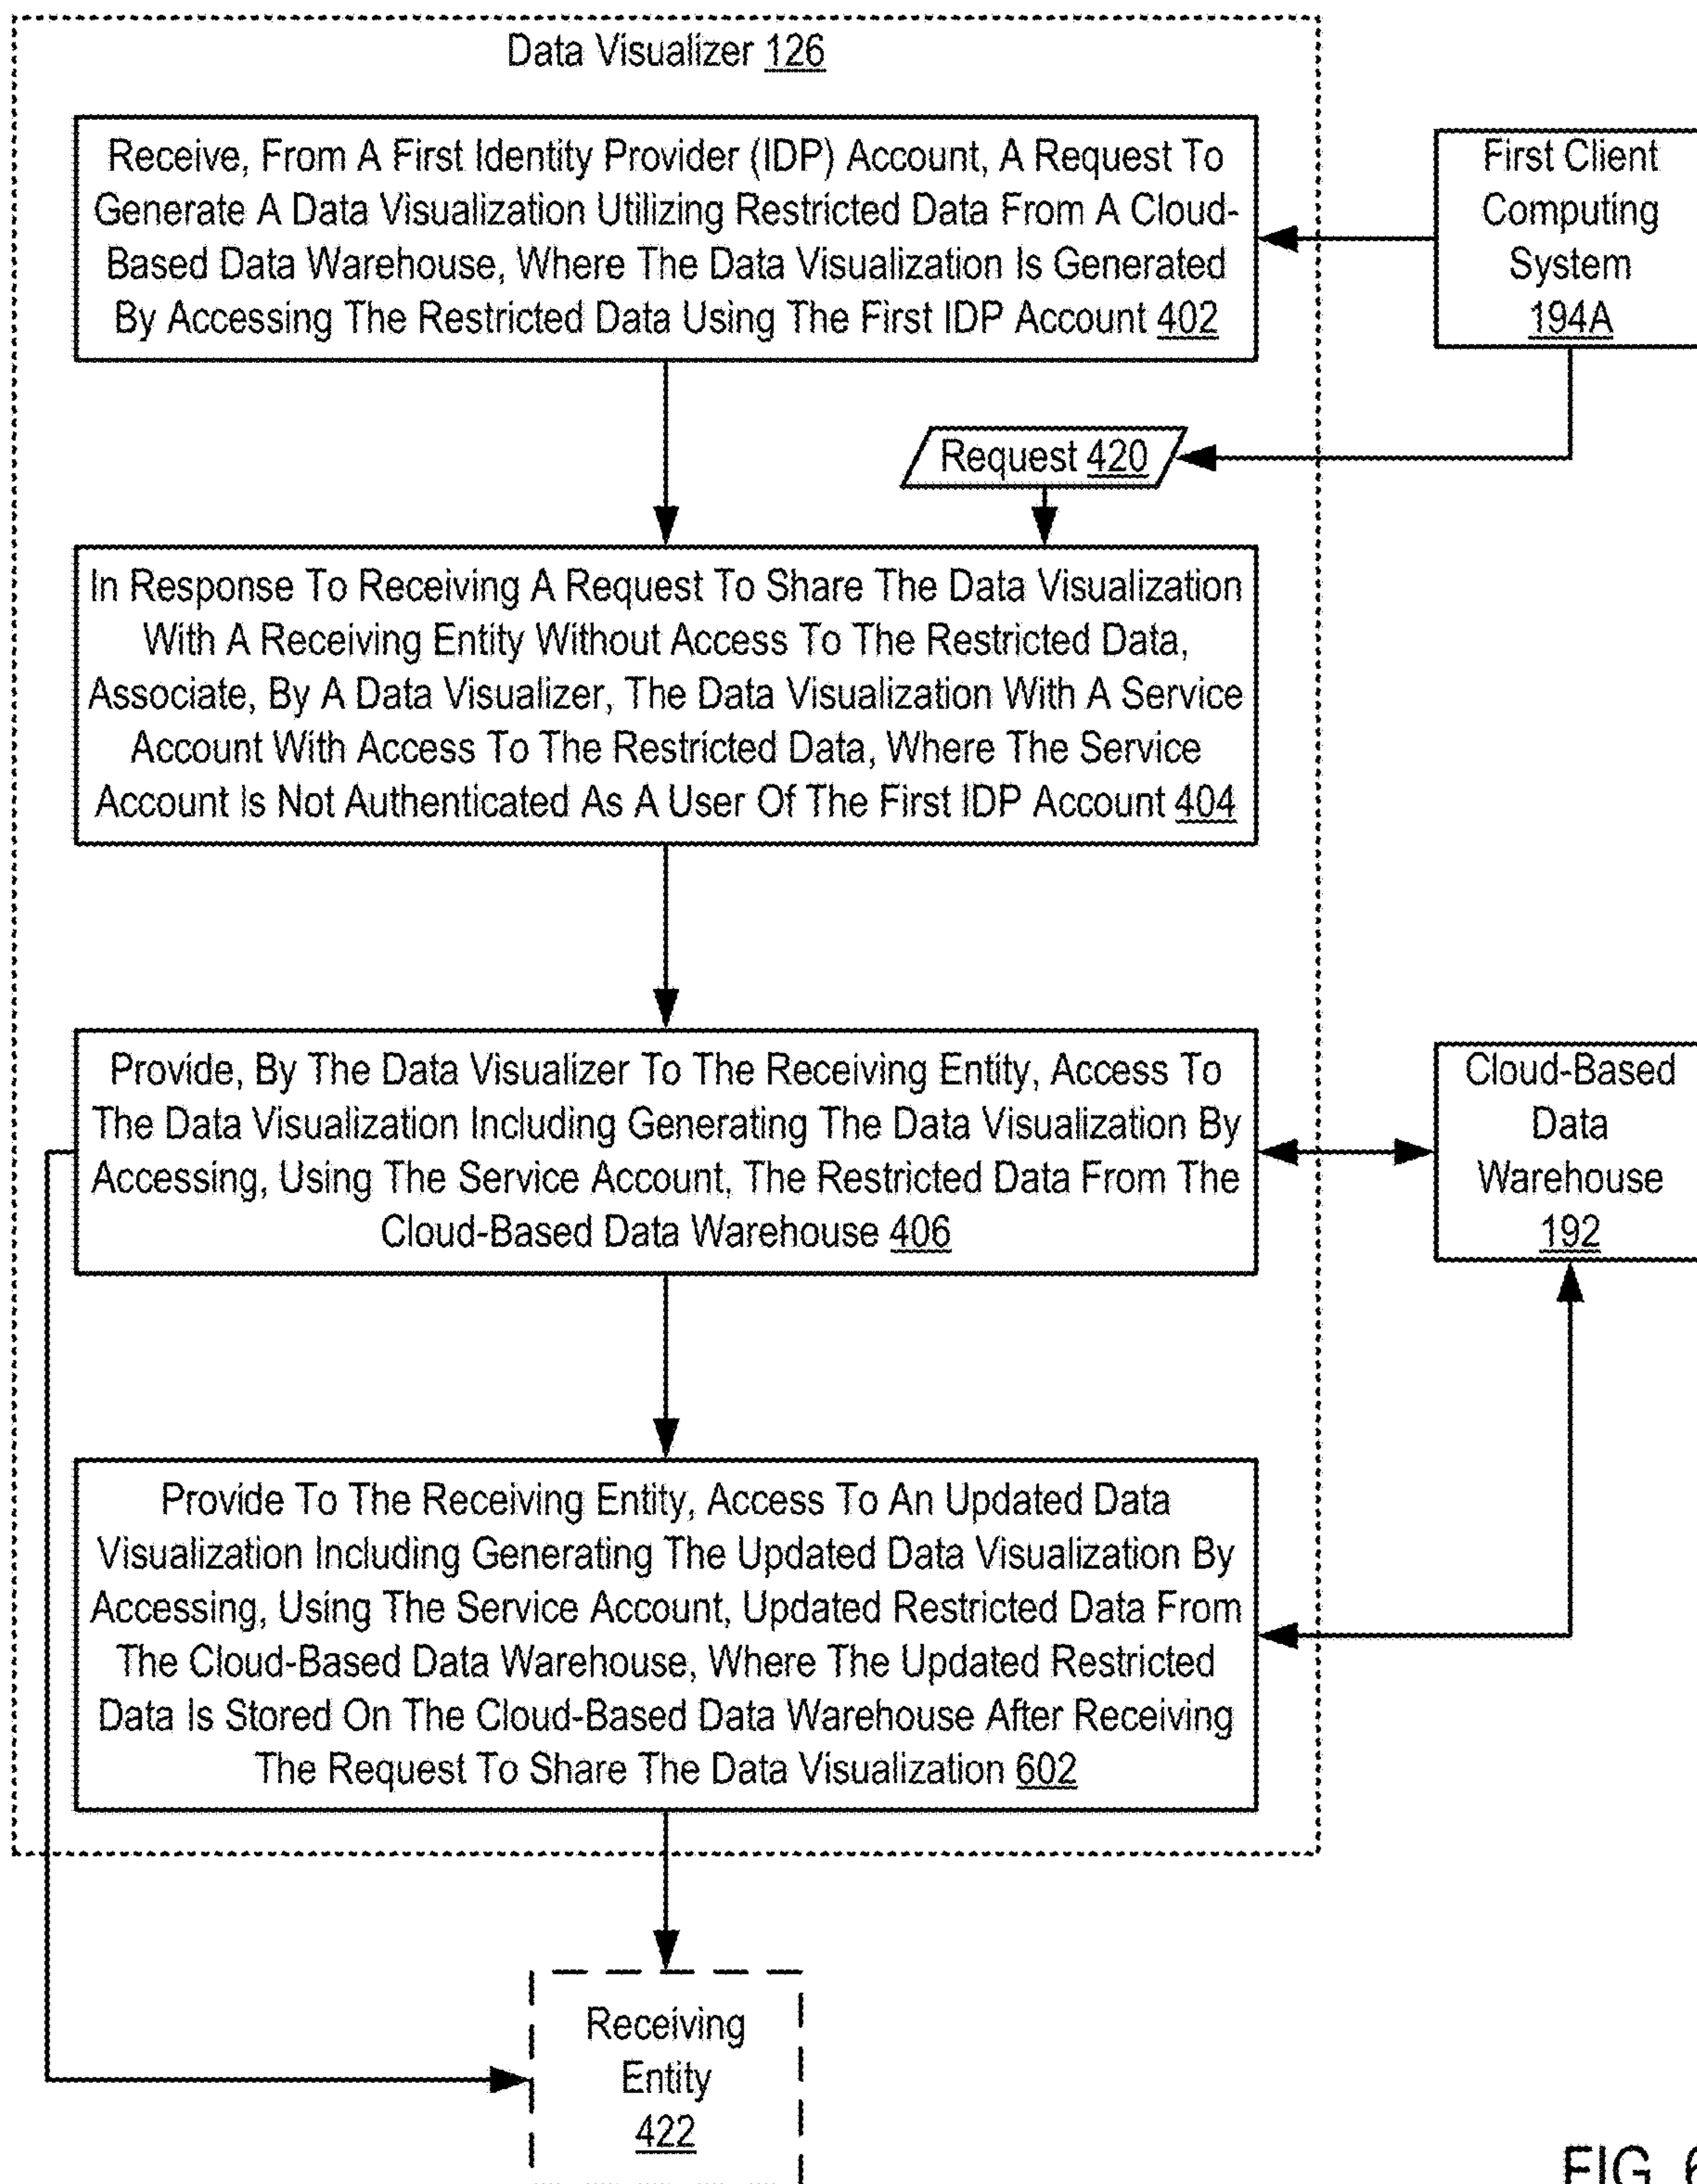 Data Visualizer 126
Receive, From A First Identity Provider (IDP) Account, A Request To
Generate A Data Visualization Utilizing Restricted Data From A Cloud-
Based Data Warehouse, Where The Data Visualization Is Generated
By Accessing The Restricted Data Using The First IDP Account 402
First Client
Computing
System
194A
Request 420
In Response To Receiving A Request To Share The Data Visualization
With A Receiving Entity Without Access To The Restricted Data,
Associate, By A Data Visualizer, The Data Visualization With A Service
Account With Access To The Restricted Data, Where The Service
Account Is Not Authenticated As A User Of The First IDP Account 404
Provide, By The Data Visualizer To The Receiving Entity, Access To
The Data Visualization Including Generating The Data Visualization By
Accessing, Using The Service Account, The Restricted Data From The
Cloud-Based Data Warehouse 406
Cloud-Based
Data
Warehouse
192
Provide To The Receiving Entity, Access To An Updated Data
Visualization Including Generating The Updated Data Visualization By
Accessing, Using The Service Account, Updated Restricted Data From
The Cloud-Based Data Warehouse, Where The Updated Restricted
Data Is Stored On The Cloud-Based Data Warehouse After Receiving
The Request To Share The Data Visualization 602
Receiving
Entity
422
FIG. 6